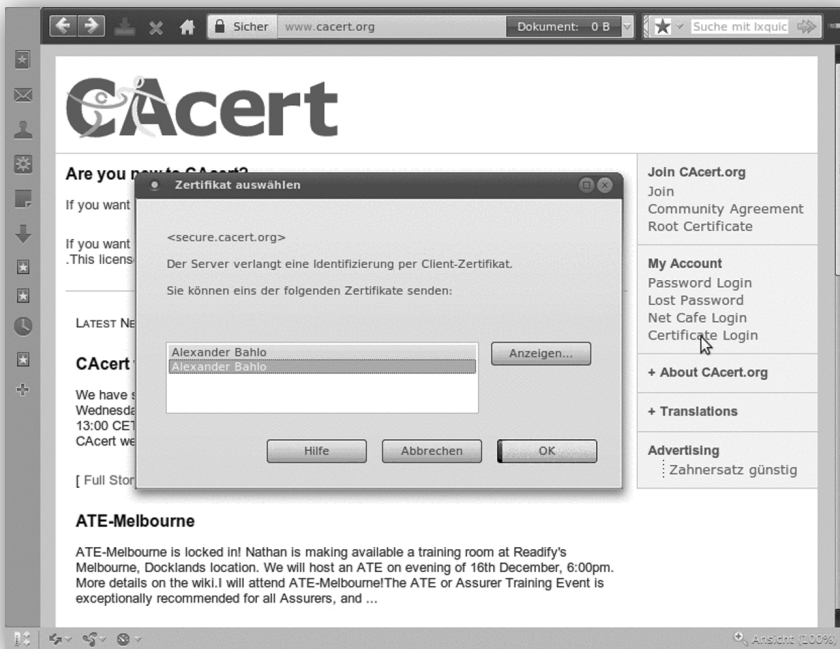 Sicher
www.cacert.org
Dokument: 0 B
Suche mit Ixquic
CAcert
Are you new to CAcert?
If you want
If you want
.This licens
LATEST NE
CAcert
We have s
Wednesda
13:00 CET
CAcert we
[ Full Stor
Zertifikat auswählen
<secure.cacert.org>
Der Server verlangt eine Identifizierung per Client-Zertifikat.
Sie können eins der folgenden Zertifikate senden:
Alexander Bahlo
Alexander Bahlo
Anzeigen...
Hilfe
Abbrechen
OK
ATE-Melbourne
ATE-Melbourne is locked in! Nathan is making available a training room at Readify's
Melbourne, Docklands location. We will host an ATE on evening of 16th December, 6:00pm.
More details on the wiki.I will attend ATE-Melbourne!The ATE or Assurer Training Event is
exceptionally recommended for all Assurers, and ...
Join CAcert.org
Join
Community Agreement
Root Certificate
My Account
Password Login
Lost Password
Net Cafe Login
Certificate Login
+ About CAcert.org
+ Translations
Advertising
Zahnersatz günstig
Ansicht (100%)